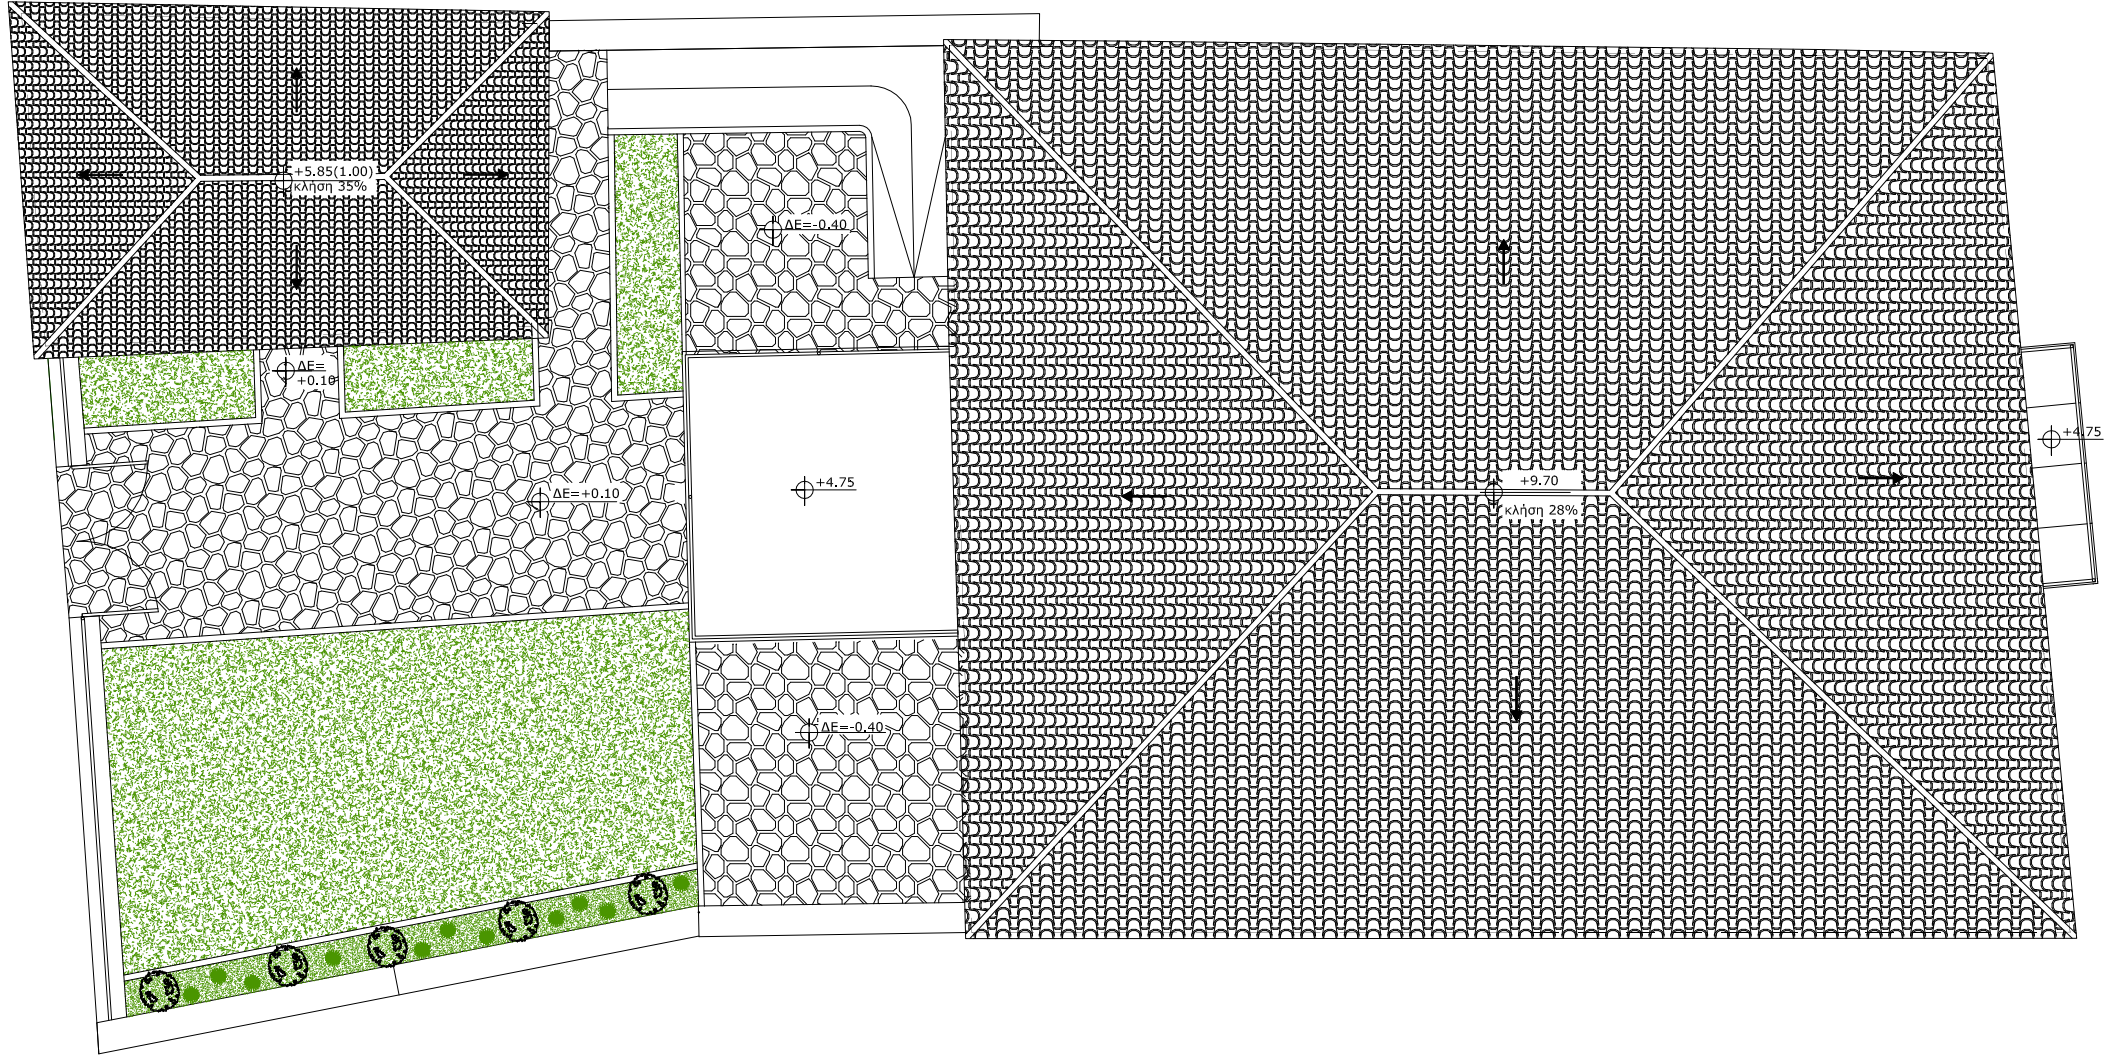 +5.85(1.00)
κλήση 35%
ΔΕ=-0.40
ΔΕ=
+0.10
ΔΕ=+0.10
+4.75
+9.70
κλήση 28%
+4.75
ΔΕ=-0.40